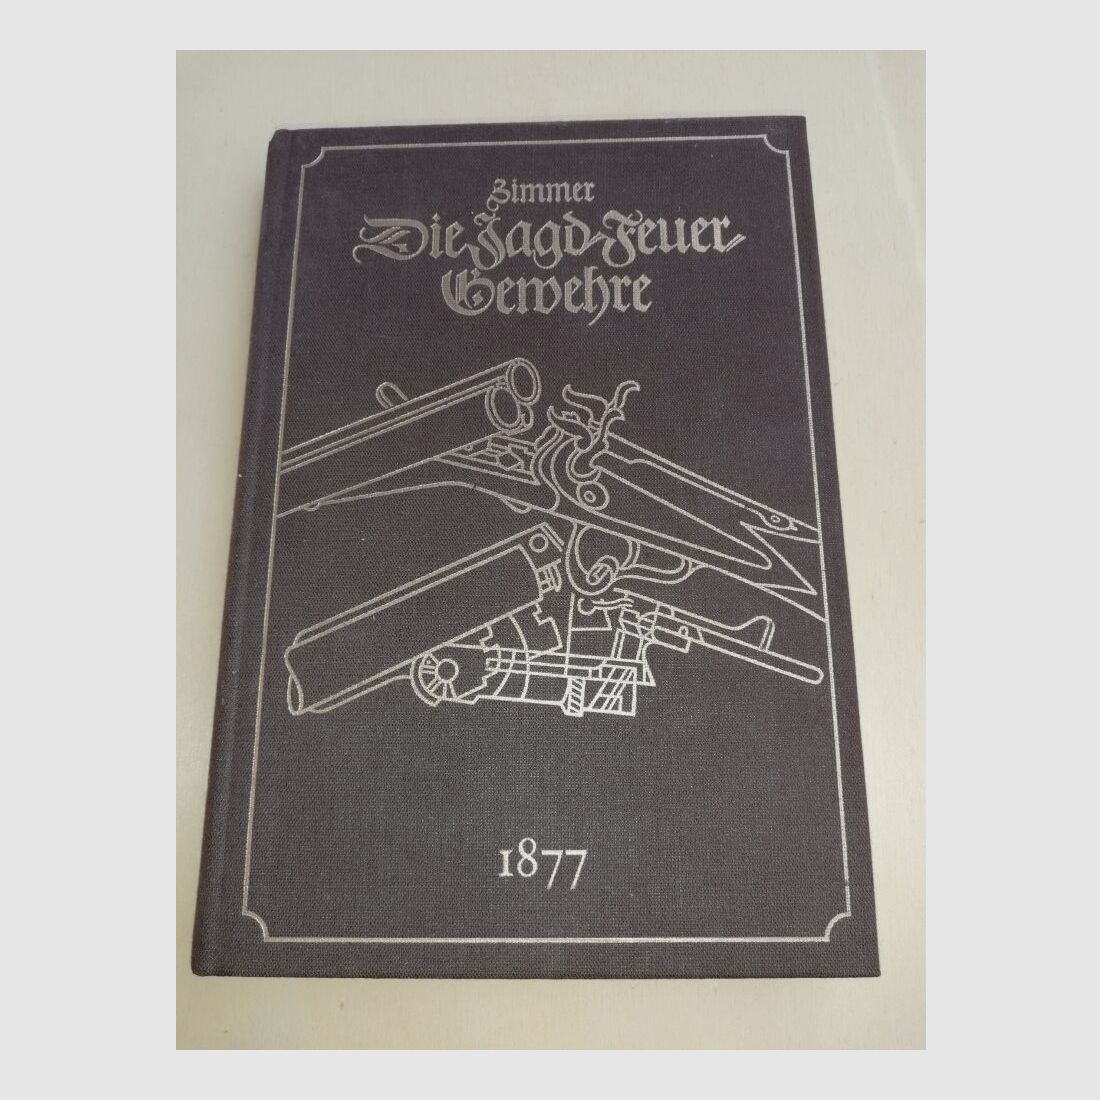 Zimmer
Die Jagd-Feuer-
Gewehre
1877